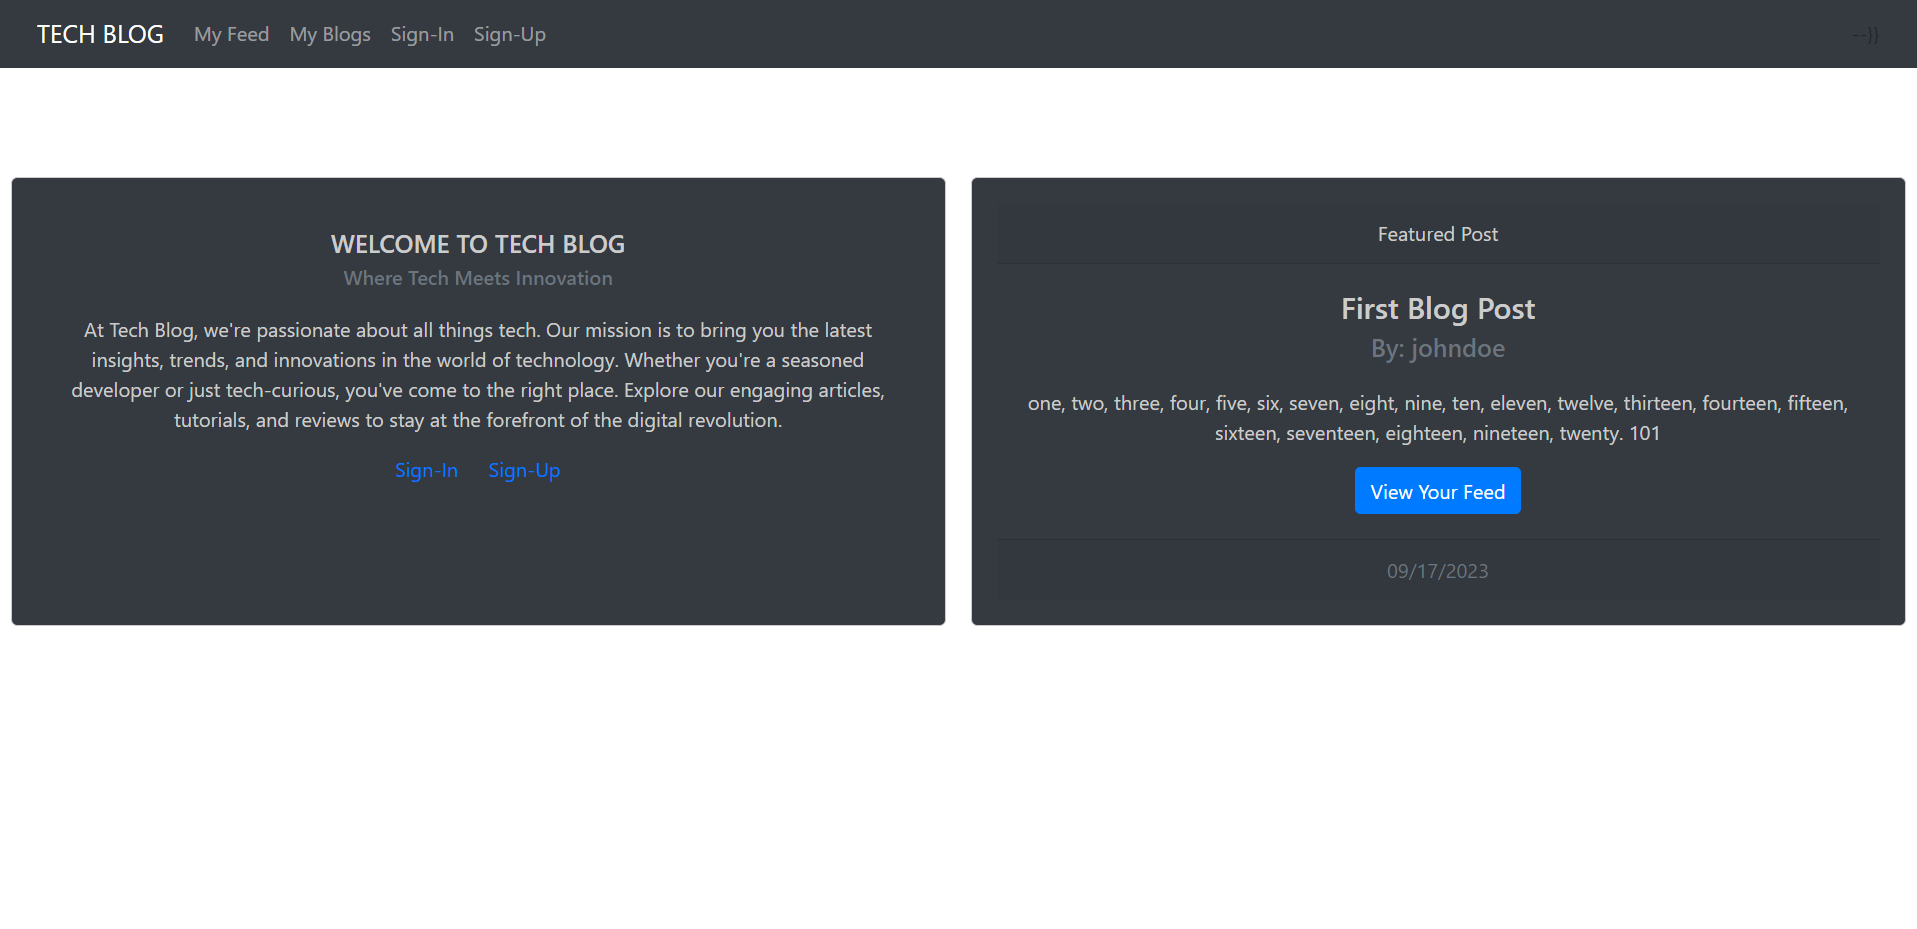 TECH BLOG My Feed My Blogs Sign-In Sign-Up --}}
WELCOME TO TECH BLOG
Where Tech Meets Innovation
At Tech Blog, we're passionate about all things tech. Our mission is to bring you the latest
insights, trends, and innovations in the world of technology. Whether you're a seasoned
developer or just tech-curious, you've come to the right place. Explore our engaging articles,
tutorials, and reviews to stay at the forefront of the digital revolution.
Sign-In Sign-Up
Featured Post
First Blog Post
By: johndoe
one, two, three, four, five, six, seven, eight, nine, ten, eleven, twelve, thirteen, fourteen, fifteen,
sixteen, seventeen, eighteen, nineteen, twenty. 101
View Your Feed
09/17/2023